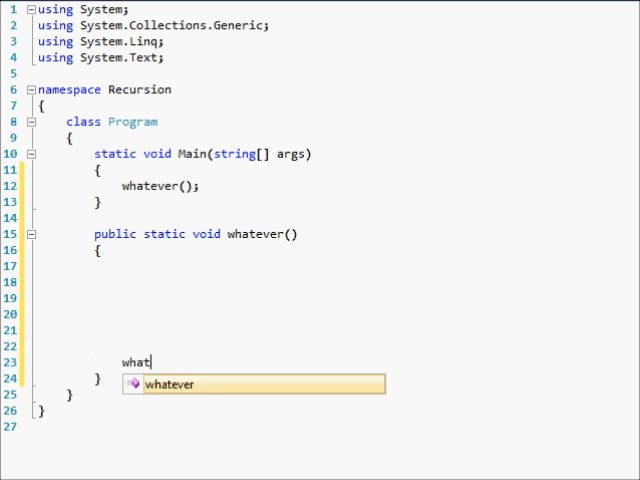 1 using System;
2 using System.Collections.Generic;
3 using System.Linq;
4 using System.Text;
5
6 namespace Recursion
7 {
8 class Program
9 {
10 static void Main(string[] args)
11 {
12 whatever();
13 }
14
15 public static void whatever()
16 {
17
18
19
20
21
22
23 what
24 }
whatever
25 }
26 }
27